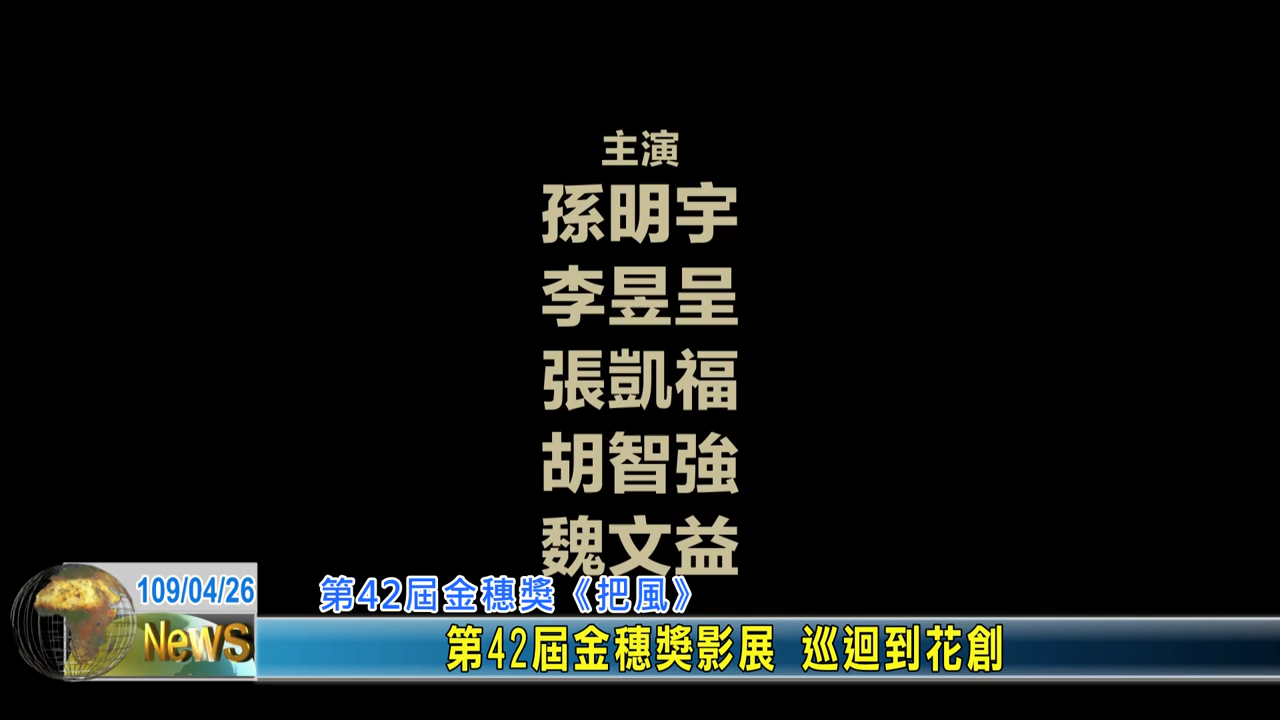 主演
孫明宇
李昱呈
張凱福
胡智強
魏文益
109/04/26
第42屆金穗獎《把風》
News
第42屆金穗獎影展 巡迴到花創